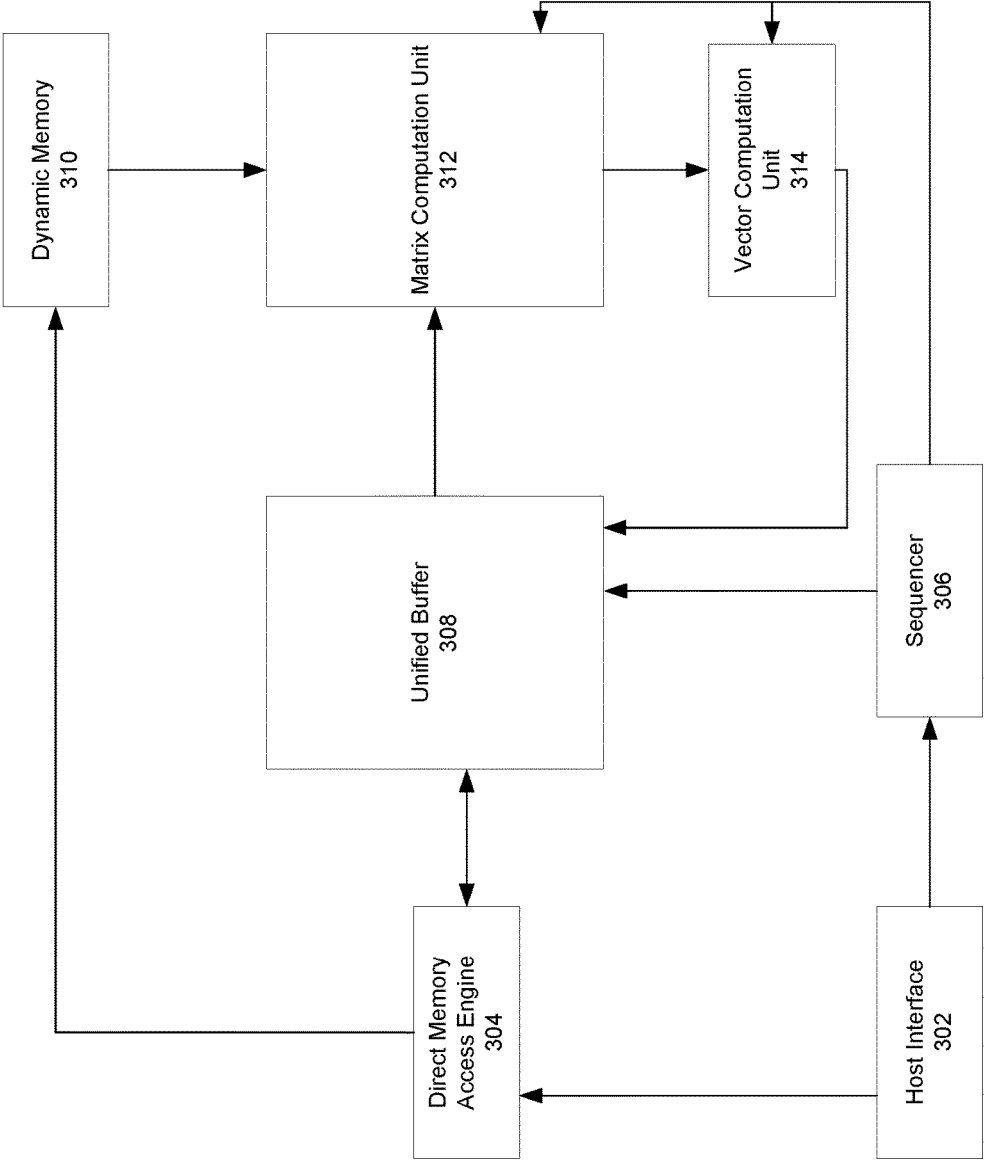 Dynamic Memory
310
Direct Memory
Access Engine
304
Unified Buffer
308
Matrix Computation Unit
312
Vector Computation
Unit
314
Host Interface
302
Sequencer
306